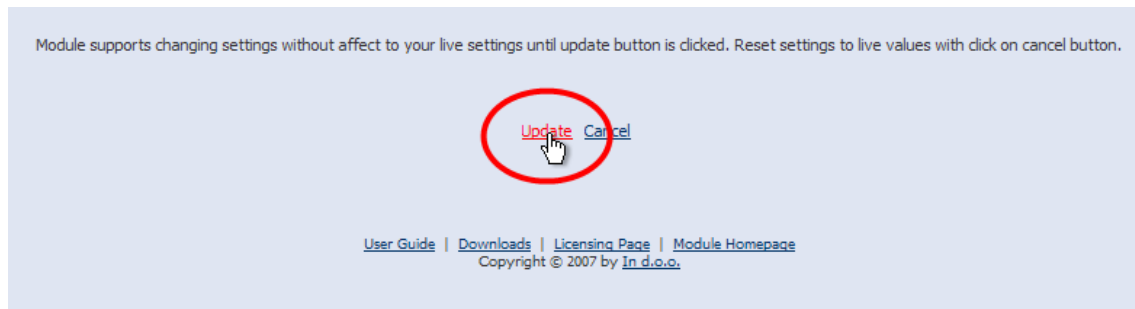 Module supports changing settings without affect to your live settings until update button is clicked. Reset settings to live values with click on cancel button.
Update Cancel
User Guide | Downloads | Licensing Page | Module Homepage
Copyright © 2007 by In d.o.o.